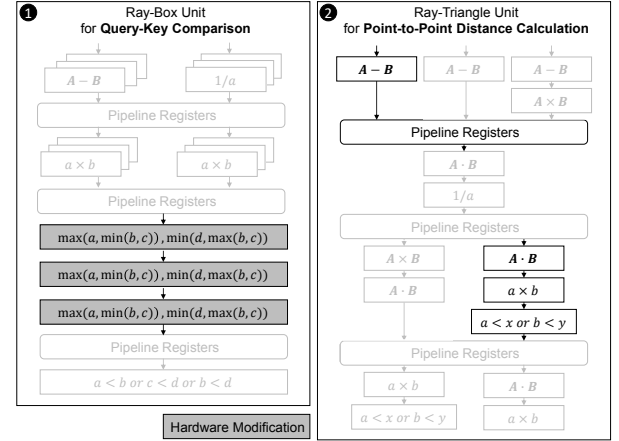 1
Ray-Box Unit
for Query-Key Comparison
A − B
1/a
Pipeline Registers
a × b
a × b
Pipeline Registers
max(a, min(b, c)) , min(d, max(b, c))
max(a, min(b, c)) , min(d, max(b, c))
max(a, min(b, c)) , min(d, max(b, c))
Pipeline Registers
a < b or c < d or b < d
Hardware Modification
2
Ray-Triangle Unit
for Point-to-Point Distance Calculation
A − B
A − B
A − B
A × B
Pipeline Registers
A · B
1/a
Pipeline Registers
A × B
A · B
A · B
a × b
a < x or b < y
Pipeline Registers
a × b
A · B
a < x or b < y
a × b